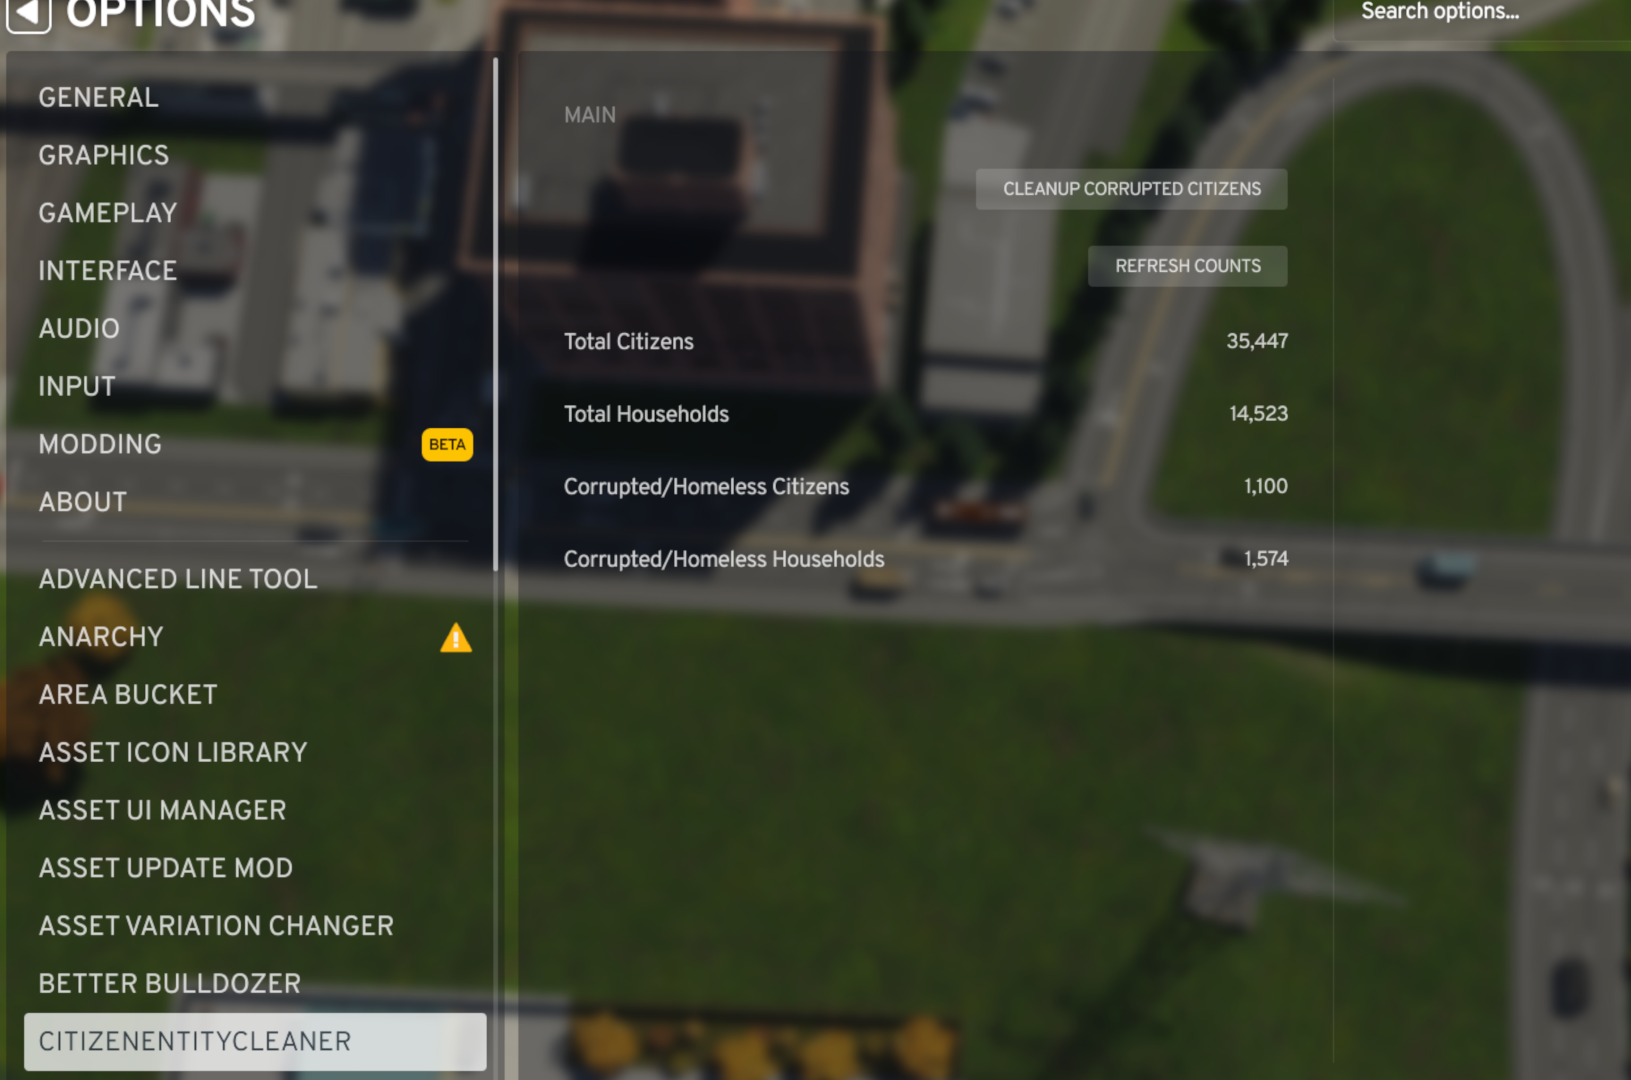 OPTIONS
Search options...
GENERAL
GRAPHICS
GAMEPLAY
INTERFACE
AUDIO
INPUT
MODDING
BETA
ABOUT
ADVANCED LINE TOOL
ANARCHY
AREA BUCKET
ASSET ICON LIBRARY
ASSET UI MANAGER
ASSET UPDATE MOD
ASSET VARIATION CHANGER
BETTER BULLDOZER
CITIZENENTITYCLEANER
MAIN
CLEANUP CORRUPTED CITIZENS
REFRESH COUNTS
Total Citizens 35,447
Total Households 14,523
Corrupted/Homeless Citizens 1,100
Corrupted/Homeless Households 1,574